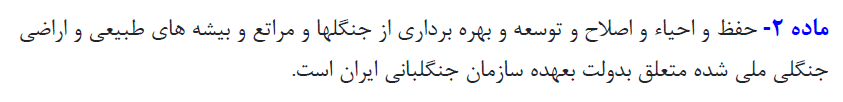 ماده ۲- حفظ و احیاء و اصلاح و توسعه و بهره برداری از جنگلها و مراتع و بیشه های طبیعی و اراضی
جنگلی ملی شده متعلق بدولت بعهده سازمان جنگلبانی ایران است.